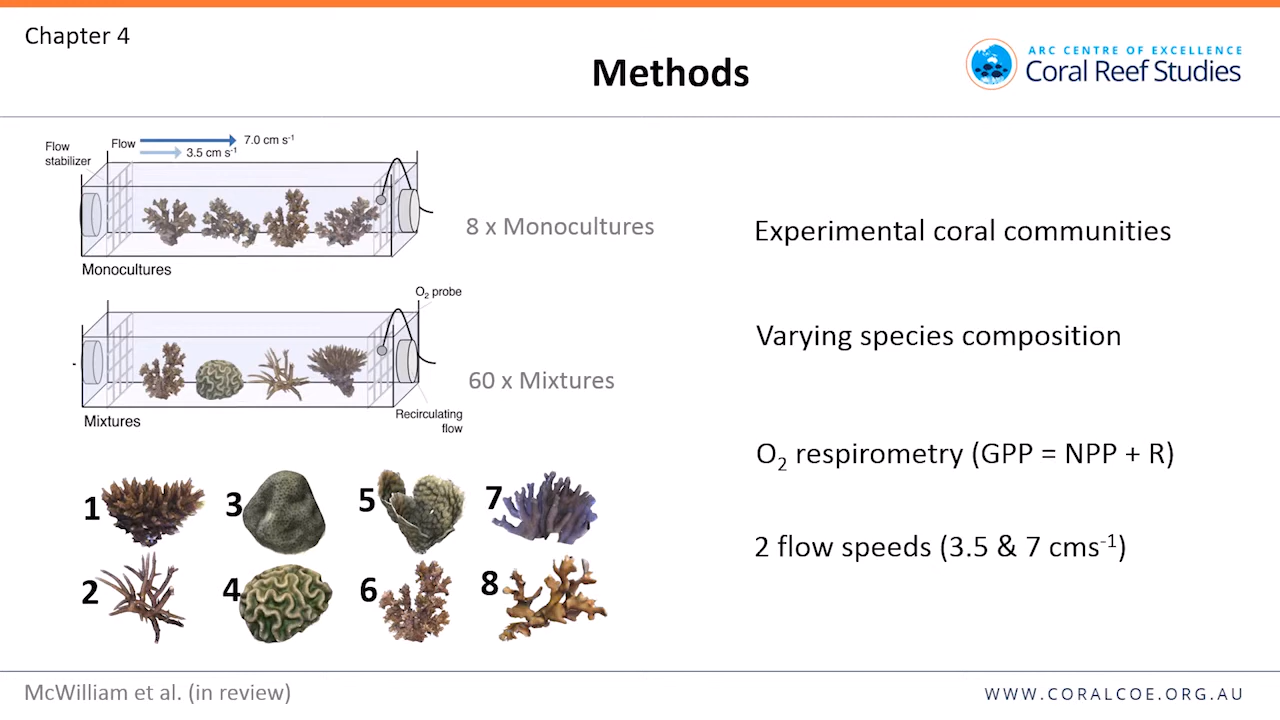 Chapter 4
Methods
ARC CENTRE OF EXCELLENCE
Coral Reef Studies
Flow
stabilizer
Flow
7.0 cm s⁻¹
3.5 cm s⁻¹
Monocultures
8 x Monocultures
O₂ probe
Mixtures
Recirculating
flow
60 x Mixtures
1
3
5
7
2
4
6
8
Experimental coral communities
Varying species composition
O₂ respirometry (GPP = NPP + R)
2 flow speeds (3.5 & 7 cms⁻¹)
McWilliam et al. (in review)
WWW.CORALCOE.ORG.AU